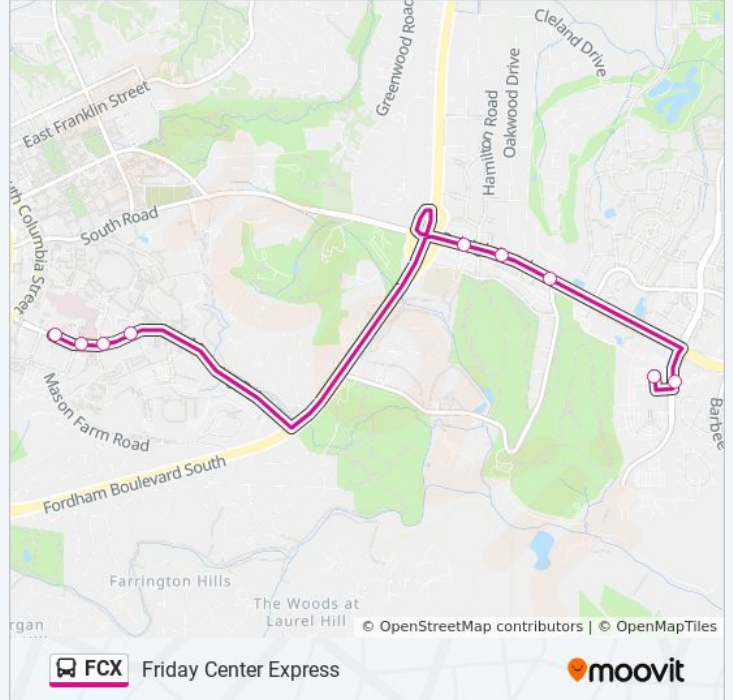 Cleland Drive
Greenwood Road
Hamilton Road
Oakwood Drive
East Franklin Street
South Road
uth Columbia Street
Mason Farm Road
Fordham Boulevard South
Barbee
Farrington Hills
The Woods at
Laurel Hill
rgan
© OpenStreetMap contributors | © OpenMapTiles
FCX Friday Center Express
moovit